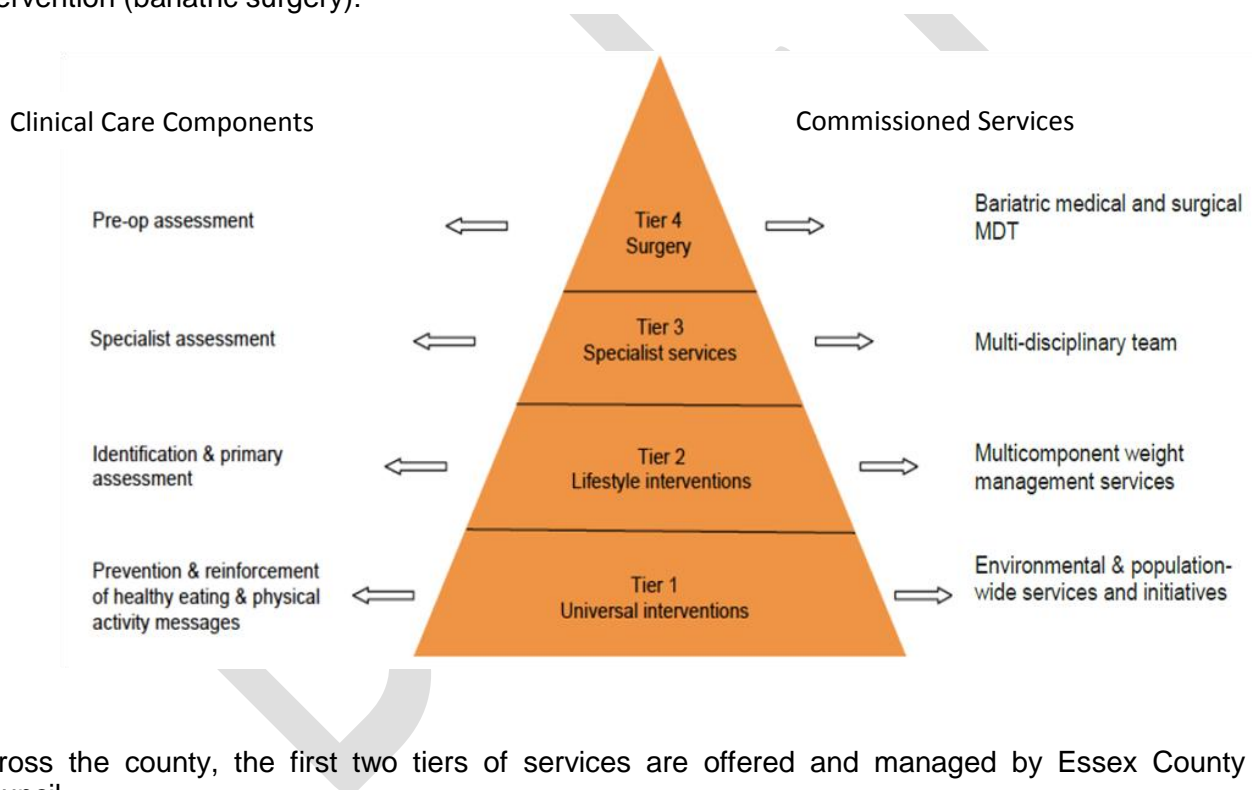 (bariatric surgery).
Clinical Care Components
Commissioned Services
Pre-op assessment
Tier 4
Surgery
Bariatric medical and surgical
MDT
Specialist assessment
Tier 3
Specialist services
Multi-disciplinary team
Identification & primary
assessment
Tier 2
Lifestyle interventions
Multicomponent weight
management services
Prevention & reinforcement
of healthy eating & physical
activity messages
Tier 1
Universal interventions
Environmental & population-
wide services and initiatives
the county, the first two tiers of services are offered and managed by Essex County